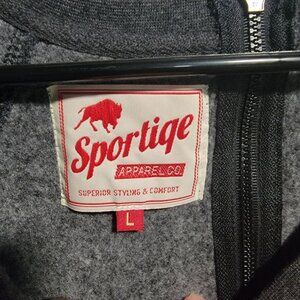 Sportiqe
APPAREL CO.
SUPERIOR STYLING & COMFORT
L